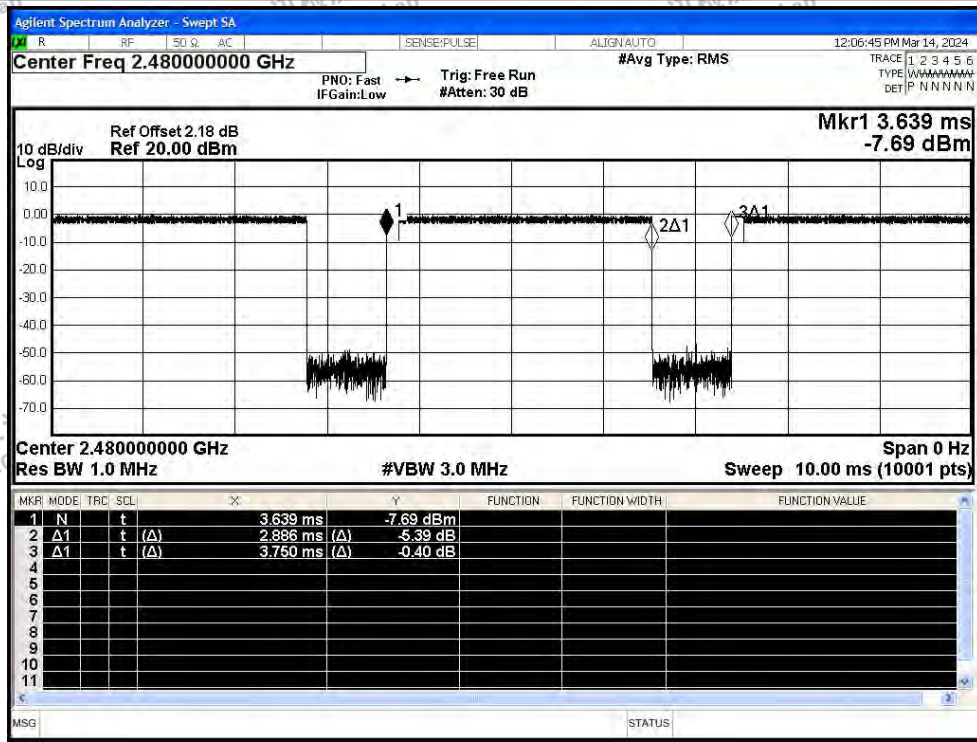 Agilent Spectrum Analyzer - Swept SA
LXI R RF 50 Ω AC SENSE:PULSE ALIGN AUTO 12:06:45 PM Mar 14, 2024
Center Freq 2.480000000 GHz
PNO: Fast
IFGain:Low
Trig: Free Run
#Atten: 30 dB
#Avg Type: RMS
TRACE 1 2 3 4 5 6
TYPE WWWWWW
DET P N N N N N
Mkr1 3.639 ms
-7.69 dBm
Ref Offset 2.18 dB
10 dB/div Ref 20.00 dBm
Log
10.0
0.00
-10.0
-20.0
-30.0
-40.0
-50.0
-60.0
-70.0
1
2Δ1
3Δ1
Center 2.480000000 GHz Span 0 Hz
Res BW 1.0 MHz #VBW 3.0 MHz Sweep 10.00 ms (10001 pts)
MKR MODE TRC SCL X Y FUNCTION FUNCTION WIDTH FUNCTION VALUE
1 N t 3.639 ms -7.69 dBm
2 Δ1 t (Δ) 2.886 ms (Δ) -5.39 dB
3 Δ1 t (Δ) 3.750 ms (Δ) -0.40 dB
4
5
6
7
8
9
10
11
MSG STATUS